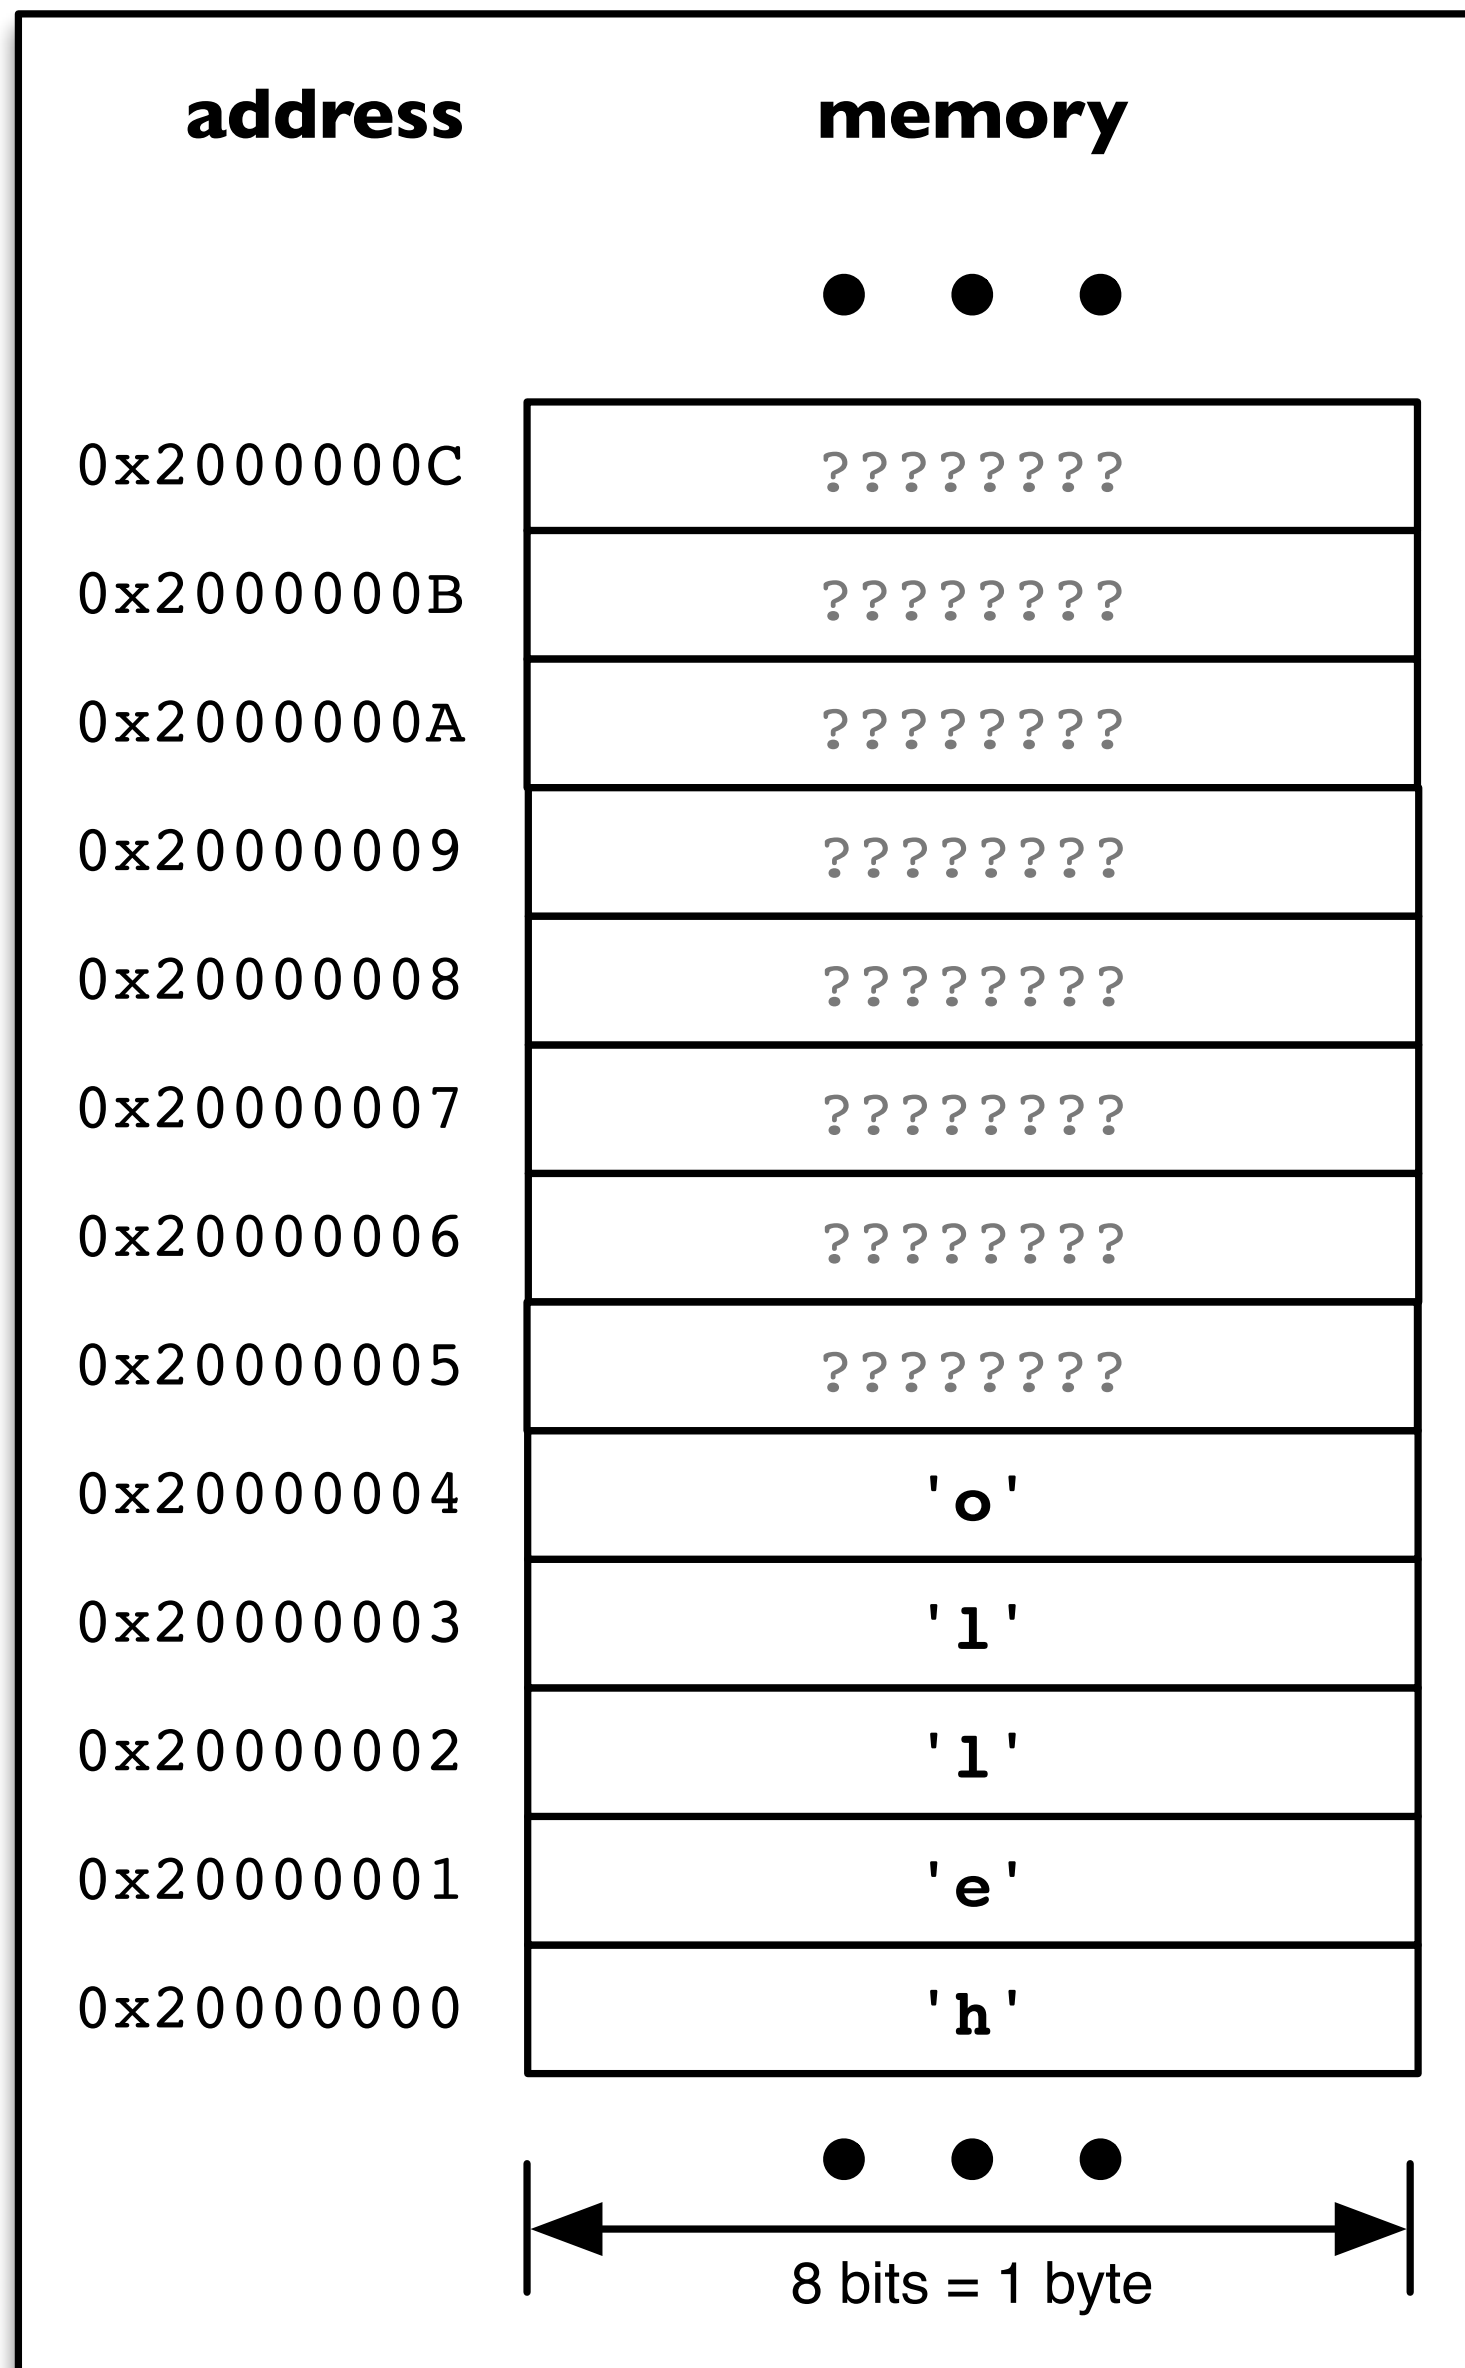 address memory
0x2000000C ????????
0x2000000B ????????
0x2000000A ????????
0x20000009 ????????
0x20000008 ????????
0x20000007 ????????
0x20000006 ????????
0x20000005 ????????
0x20000004 'o'
0x20000003 'l'
0x20000002 'l'
0x20000001 'e'
0x20000000 'h'
8 bits = 1 byte